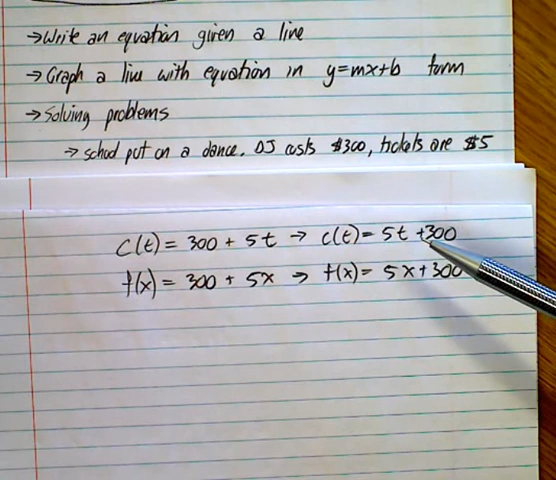 →Write an equation given a line
→Graph a line with equation in y=mx+b form
→Solving problems
→ school put on a dance. DJ costs $300, tickets are $5
C(t) = 300 + 5t → C(t) = 5t +300
f(x) = 300 + 5x → f(x) = 5x+300